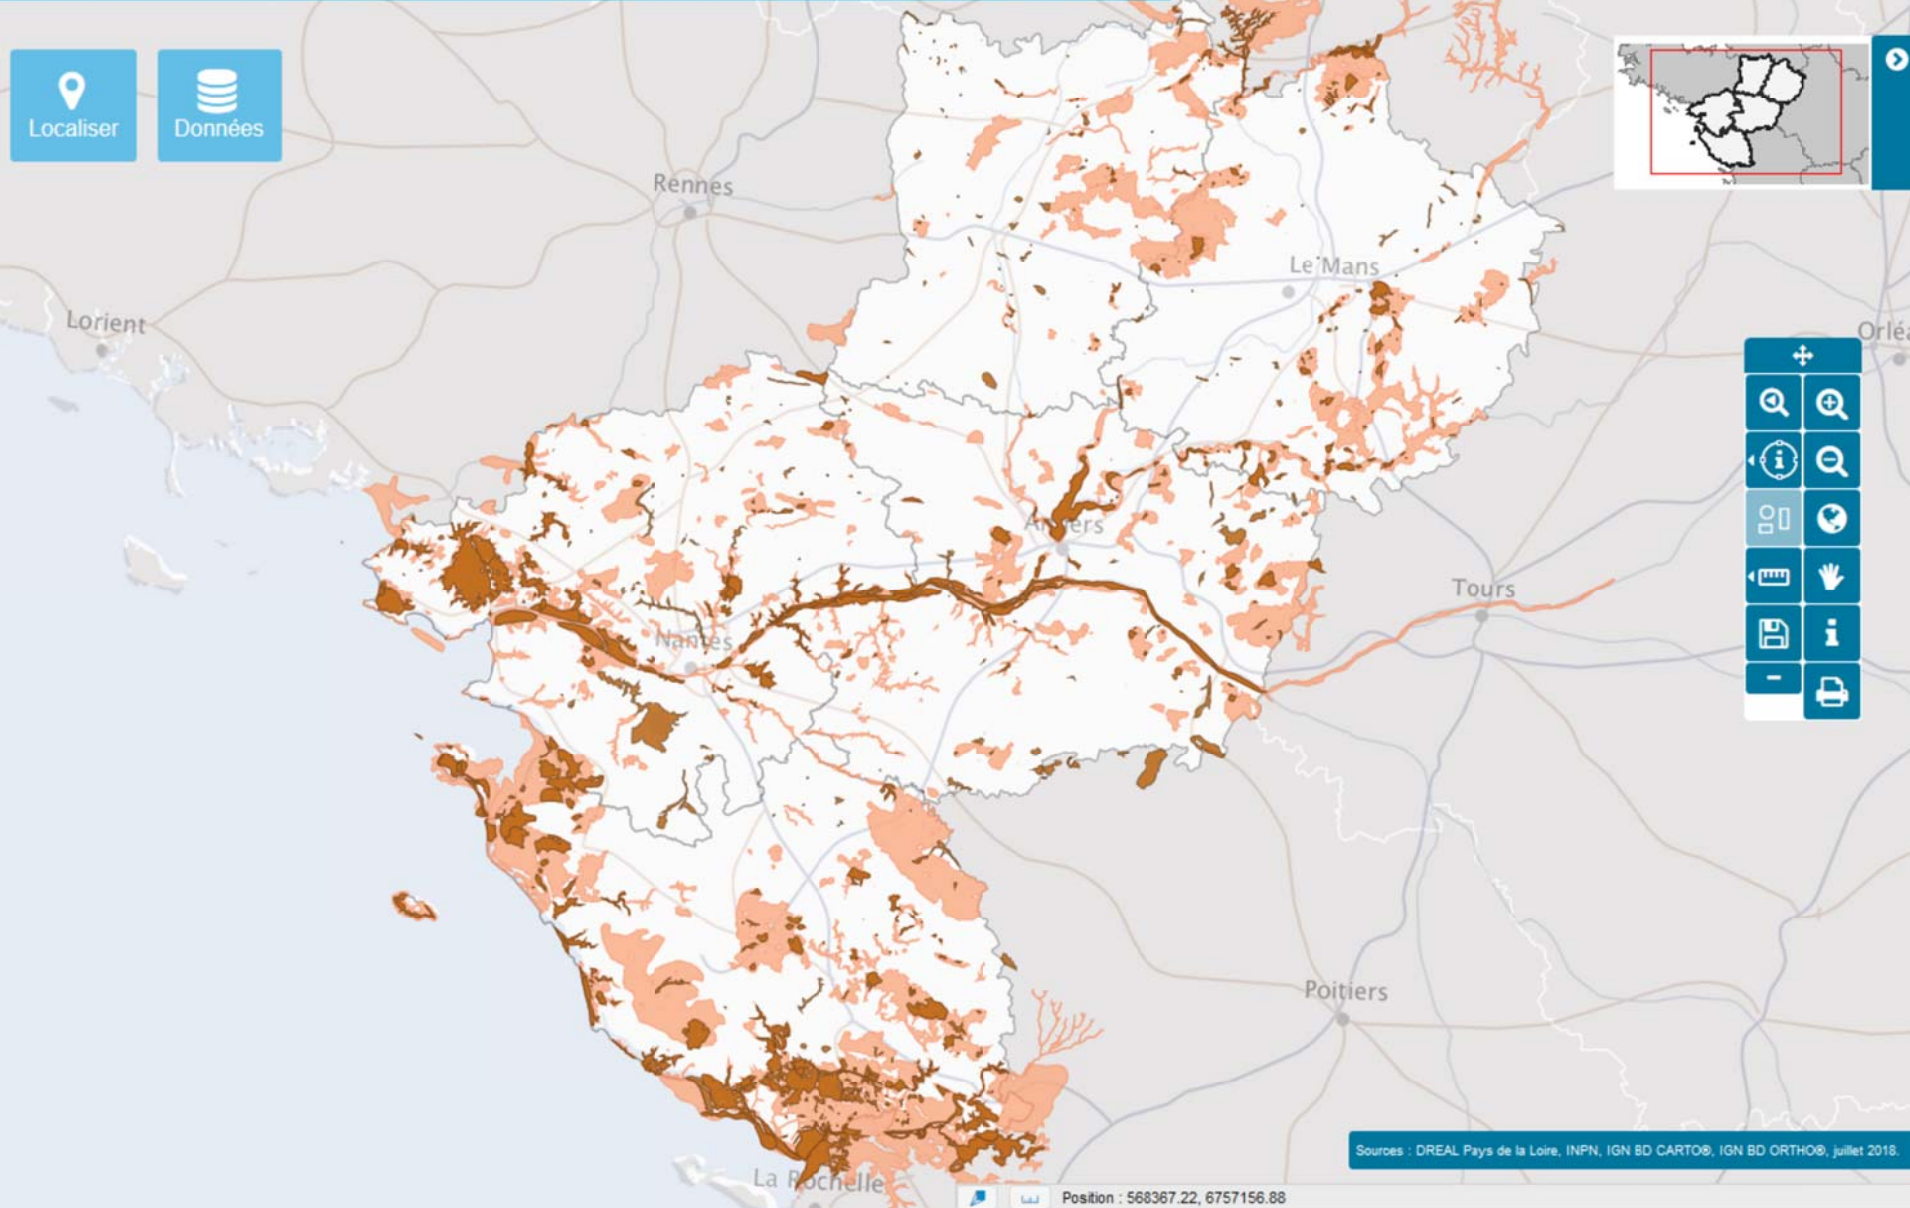 Localiser
Données
Rennes
Le Mans
Lorient
Orléa
Angers
Tours
Nantes
Poitiers
Sources : DREAL Pays de la Loire, INPN, IGN BD CARTO®, IGN BD ORTHO®, juillet 2018.
La Rochelle
Position : 568367.22, 6757156.88